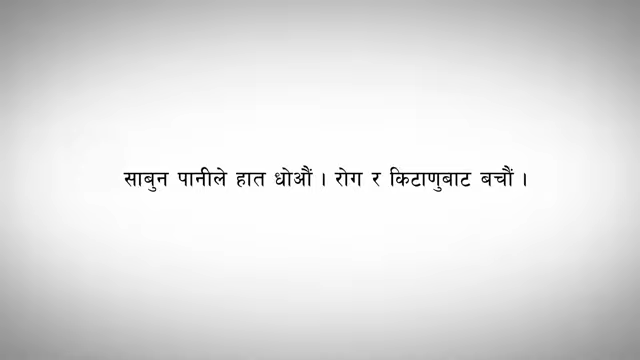 साबुन पानीले हात धोऔं । रोग र किटाणुबाट बचौं ।